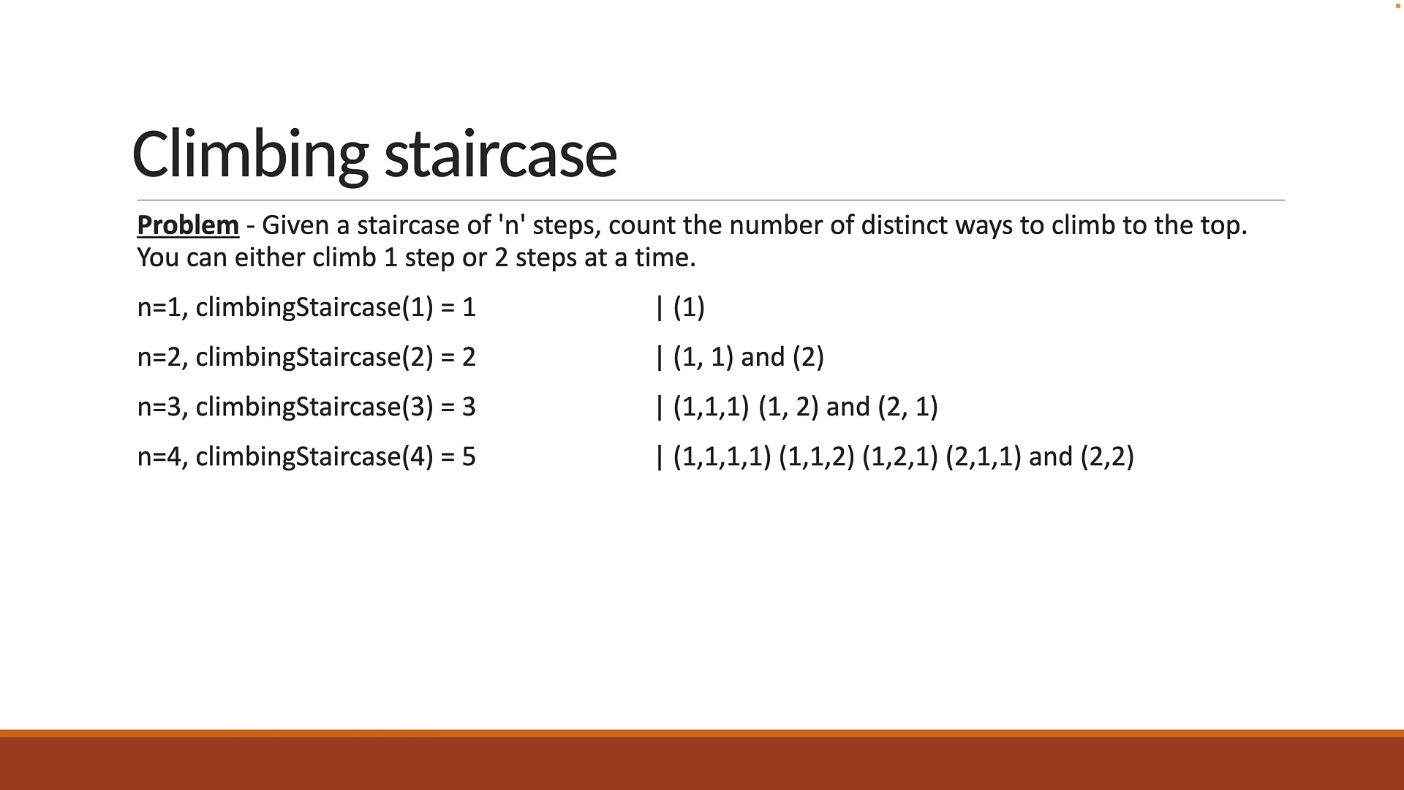 Climbing staircase
Problem - Given a staircase of 'n' steps, count the number of distinct ways to climb to the top.
You can either climb 1 step or 2 steps at a time.
n=1, climbingStaircase(1) = 1 | (1)
n=2, climbingStaircase(2) = 2 | (1, 1) and (2)
n=3, climbingStaircase(3) = 3 | (1,1,1) (1, 2) and (2, 1)
n=4, climbingStaircase(4) = 5 | (1,1,1,1) (1,1,2) (1,2,1) (2,1,1) and (2,2)